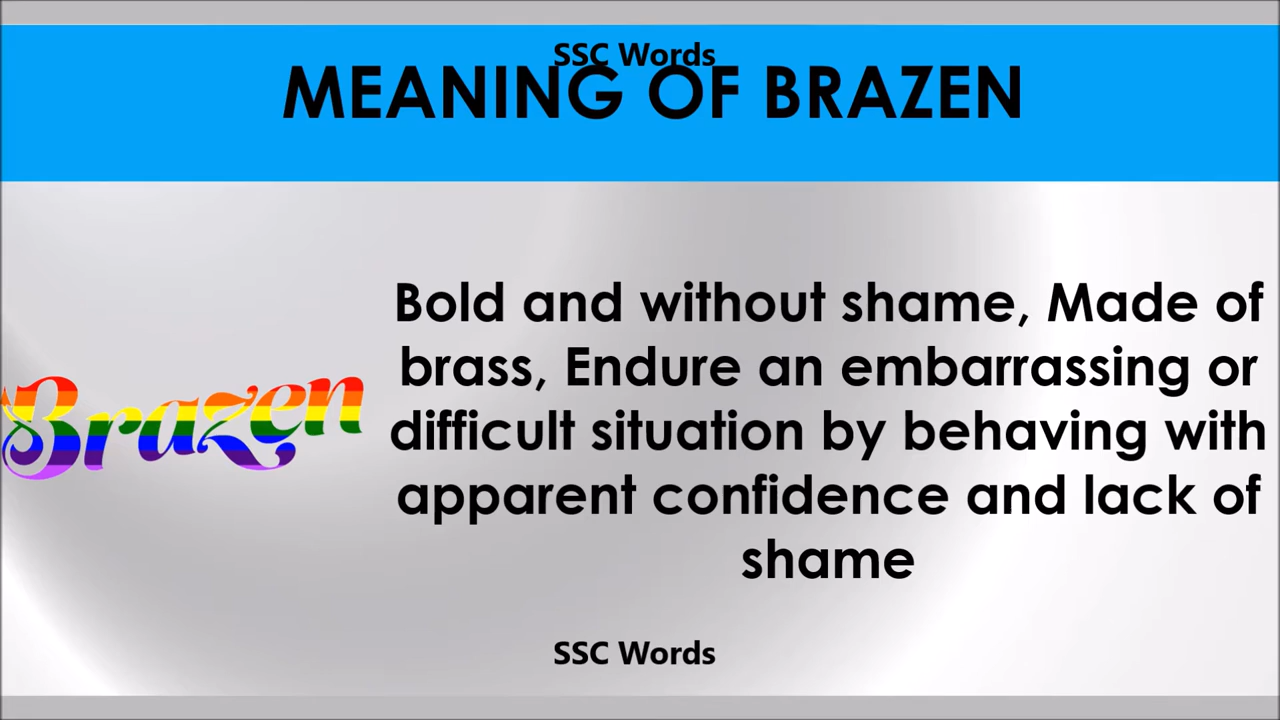 SSC Words
MEANING OF BRAZEN
Brazen
Bold and without shame, Made of
brass, Endure an embarrassing or
difficult situation by behaving with
apparent confidence and lack of
shame
SSC Words